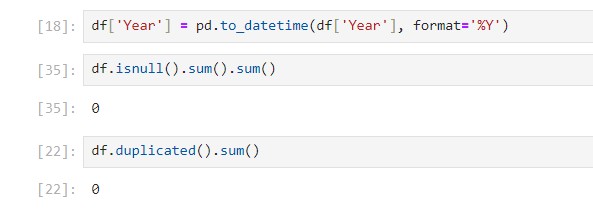 [18]: df['Year'] = pd.to_datetime(df['Year'], format='%Y')
[35]: df.isnull().sum().sum()
[35]: 0
[22]: df.duplicated().sum()
[22]: 0